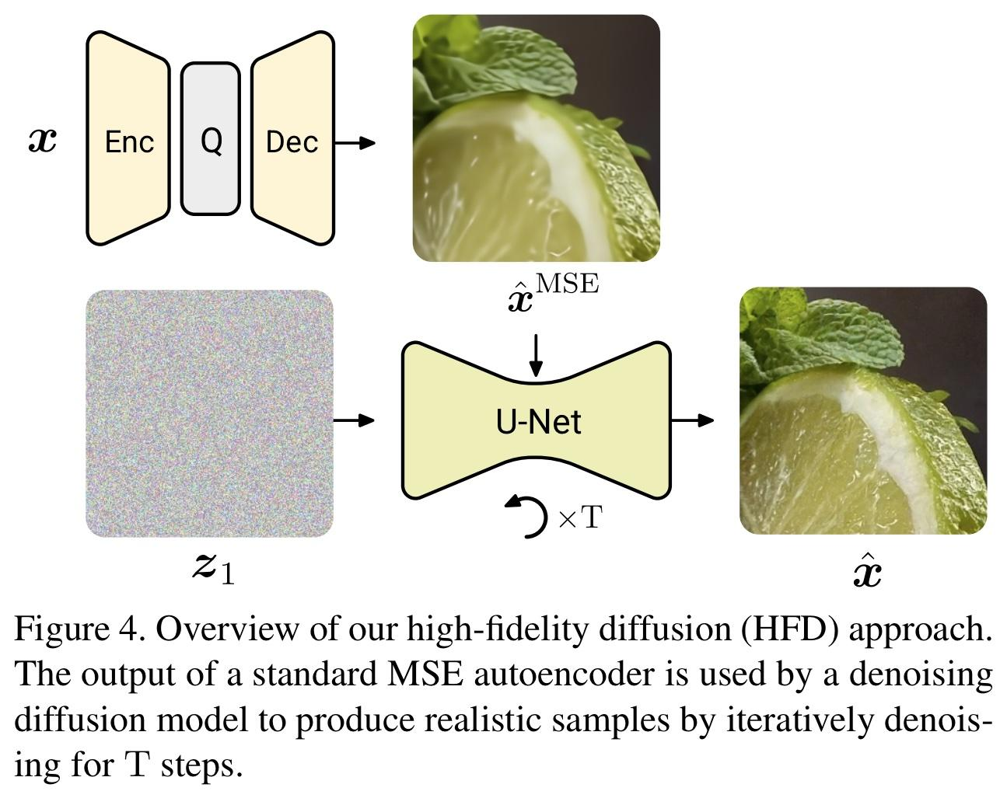 x
Enc
Q
Dec
x̂^MSE
U-Net
×T
z₁
x̂
Figure 4. Overview of our high-fidelity diffusion (HFD) approach.
The output of a standard MSE autoencoder is used by a denoising
diffusion model to produce realistic samples by iteratively denois-
ing for T steps.